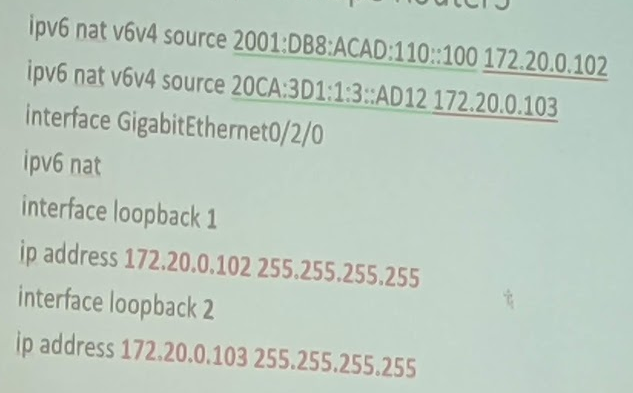 ipv6 nat v6v4 source 2001:DB8:ACAD:110::100 172.20.0.102
ipv6 nat v6v4 source 20CA:3D1:1:3::AD12 172.20.0.103
interface GigabitEthernet0/2/0
ipv6 nat
interface loopback 1
ip address 172.20.0.102 255.255.255.255
interface loopback 2
ip address 172.20.0.103 255.255.255.255